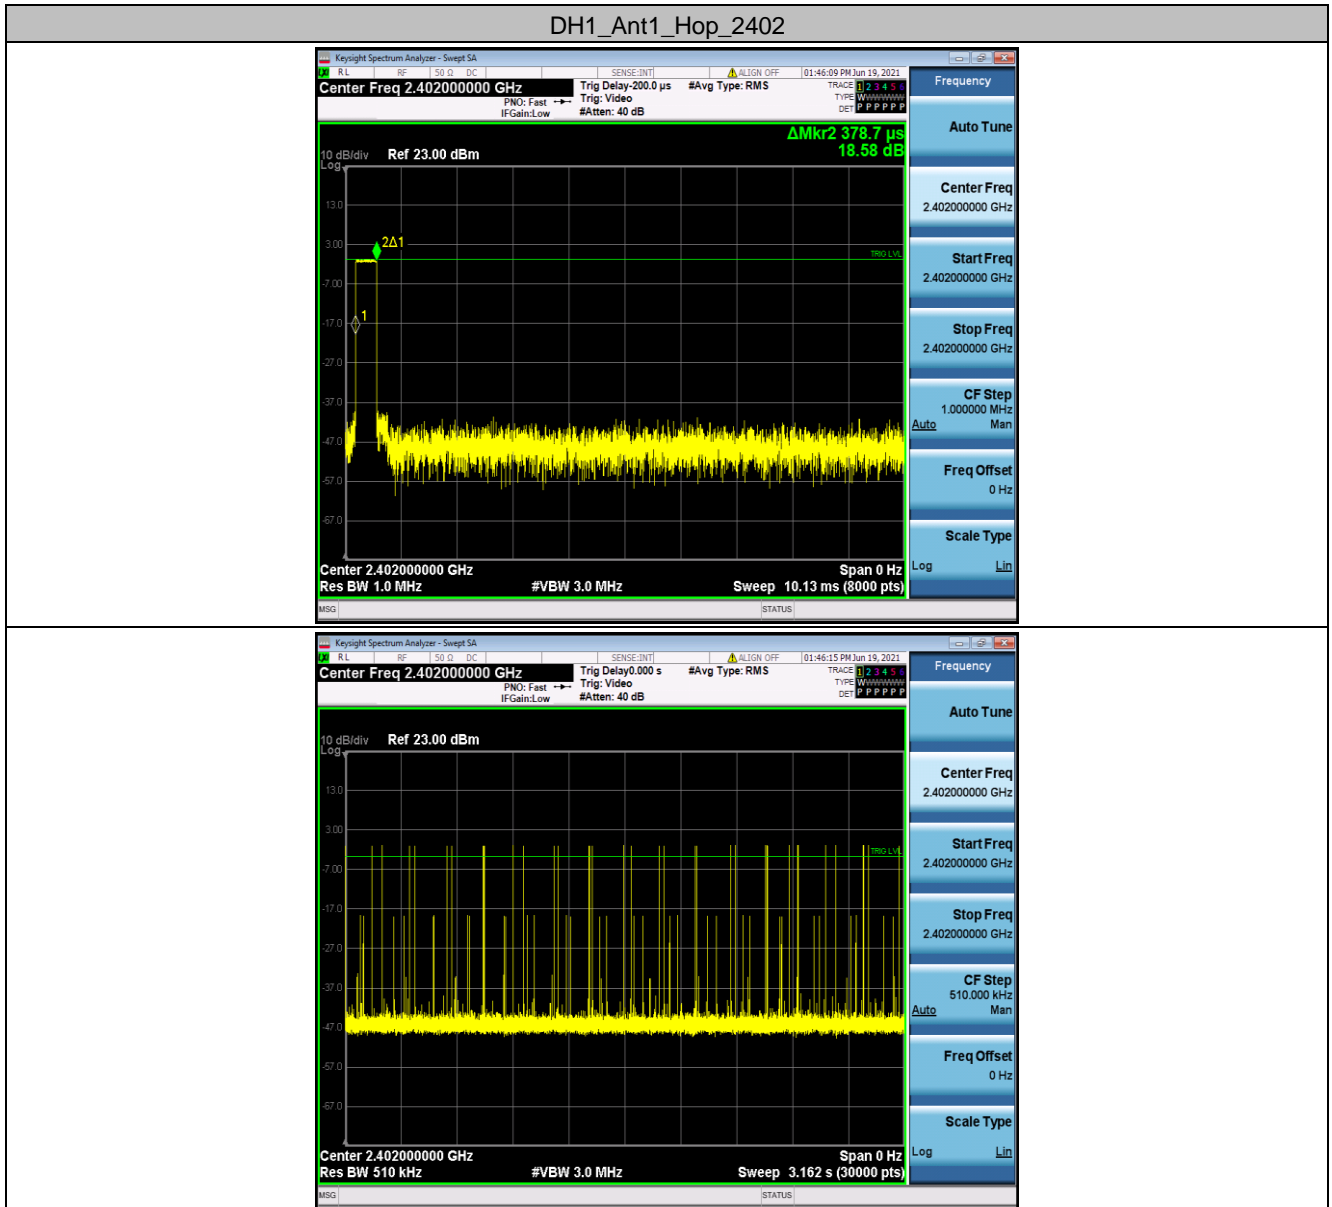 DH1_Ant1_Hop_2402
Keysight Spectrum Analyzer - Swept SA
RL RF 50 Ω DC SENSE:INT ALIGN OFF 01:46:09 PM Jun 19, 2021
Center Freq 2.402000000 GHz
PNO: Fast
IFGain:Low
Trig Delay-200.0 µs
Trig: Video
#Atten: 40 dB
#Avg Type: RMS
TRACE 1 2 3 4 5 6
TYPE WWWWWW
DET P P P P P P
ΔMkr2 378.7 µs
18.58 dB
10 dB/div Ref 23.00 dBm
Log
13.0
3.00
-7.00
-17.0
-27.0
-37.0
-47.0
-57.0
-67.0
2Δ1
1
TRIG LVL
Center 2.402000000 GHz Span 0 Hz
Res BW 1.0 MHz #VBW 3.0 MHz Sweep 10.13 ms (8000 pts)
MSG STATUS
Frequency
Auto Tune
Center Freq
2.402000000 GHz
Start Freq
2.402000000 GHz
Stop Freq
2.402000000 GHz
CF Step
1.000000 MHz
Auto Man
Freq Offset
0 Hz
Scale Type
Log Lin
Keysight Spectrum Analyzer - Swept SA
RL RF 50 Ω DC SENSE:INT ALIGN OFF 01:46:15 PM Jun 19, 2021
Center Freq 2.402000000 GHz
PNO: Fast
IFGain:Low
Trig Delay0.000 s
Trig: Video
#Atten: 40 dB
#Avg Type: RMS
TRACE 1 2 3 4 5 6
TYPE WWWWWW
DET P P P P P P
10 dB/div Ref 23.00 dBm
Log
13.0
3.00
-7.00
-17.0
-27.0
-37.0
-47.0
-57.0
-67.0
TRIG LVL
Center 2.402000000 GHz Span 0 Hz
Res BW 510 kHz #VBW 3.0 MHz Sweep 3.162 s (30000 pts)
MSG STATUS
Frequency
Auto Tune
Center Freq
2.402000000 GHz
Start Freq
2.402000000 GHz
Stop Freq
2.402000000 GHz
CF Step
510.000 kHz
Auto Man
Freq Offset
0 Hz
Scale Type
Log Lin